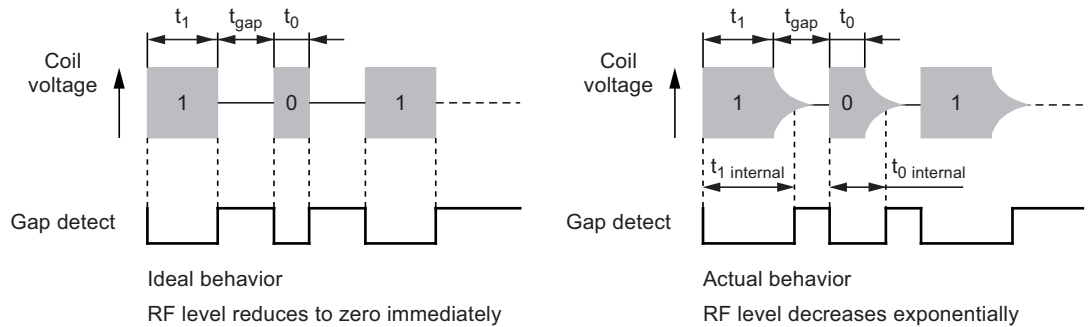 t1 tgap t0
Coil voltage
1 0 1
Gap detect
Ideal behavior
RF level reduces to zero immediately
t1 tgap t0
Coil voltage
1 0 1
t1 internal t0 internal
Gap detect
Actual behavior
RF level decreases exponentially